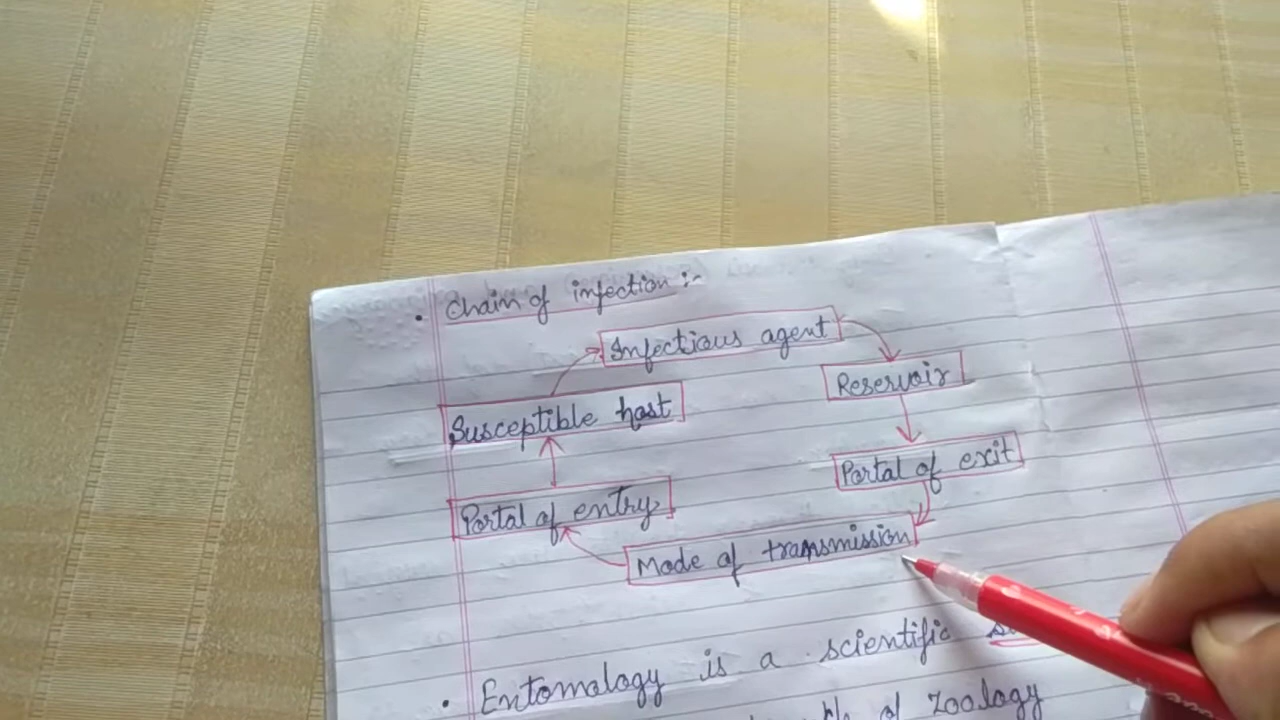 • Chain of infection :-
Infectious agent
Reservoir
Portal of exit
Mode of transmission
Portal of entry
Susceptible host
• Entomology is a scientific
of zoology